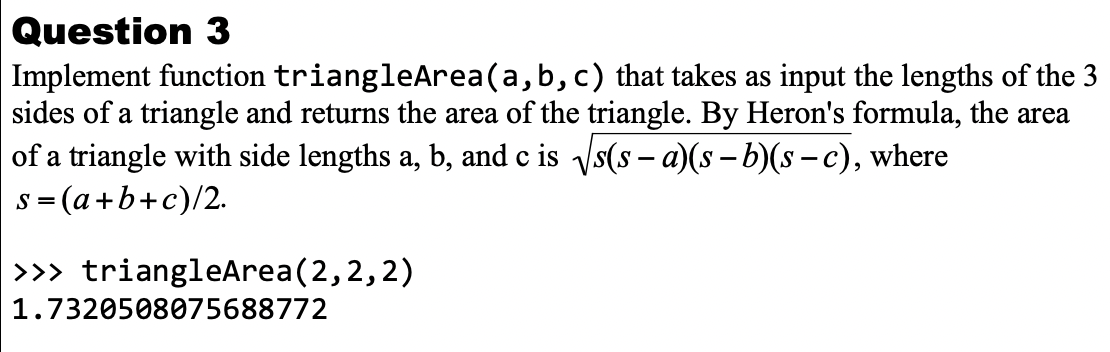 Question 3
Implement function triangleArea(a,b,c) that takes as input the lengths of the 3
sides of a triangle and returns the area of the triangle. By Heron's formula, the area
of a triangle with side lengths a, b, and c is √s(s − a)(s − b)(s − c), where
s = (a + b + c)/2.
>>> triangleArea(2,2,2)
1.7320508075688772